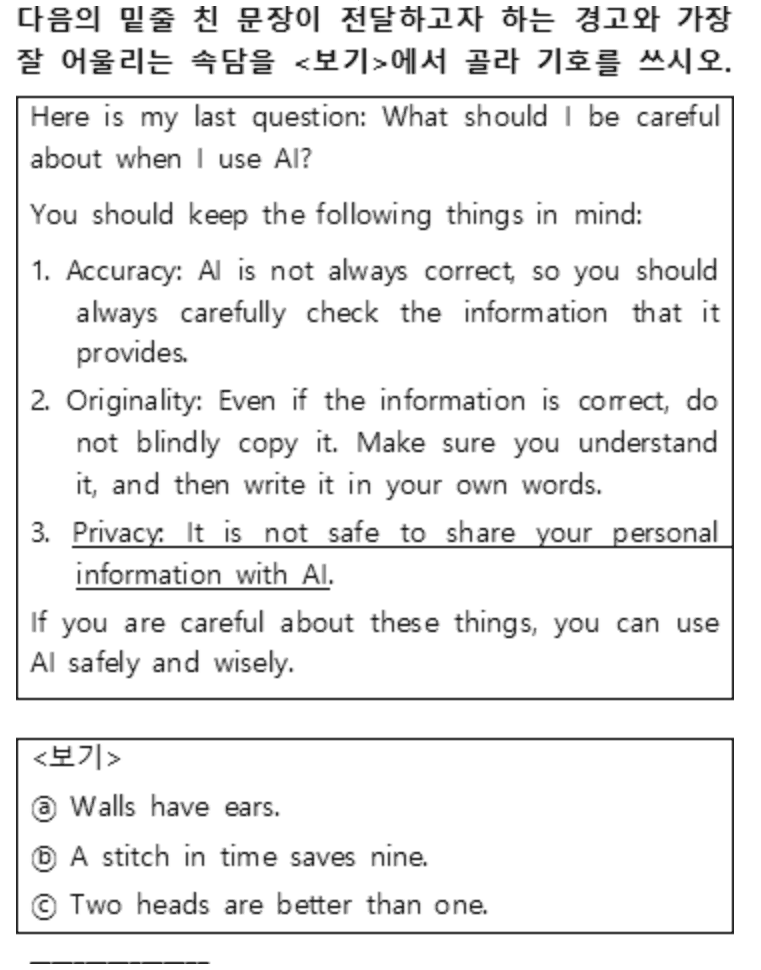 다음의 밑줄 친 문장이 전달하고자 하는 경고와 가장
잘 어울리는 속담을 <보기>에서 골라 기호를 쓰시오.
Here is my last question: What should I be careful
about when I use AI?
You should keep the following things in mind:
1. Accuracy: AI is not always correct, so you should
always carefully check the information that it
provides.
2. Originality: Even if the information is correct, do
not blindly copy it. Make sure you understand
it, and then write it in your own words.
3. Privacy: It is not safe to share your personal
information with AI.
If you are careful about these things, you can use
AI safely and wisely.
<보기>
ⓐ Walls have ears.
ⓑ A stitch in time saves nine.
ⓒ Two heads are better than one.